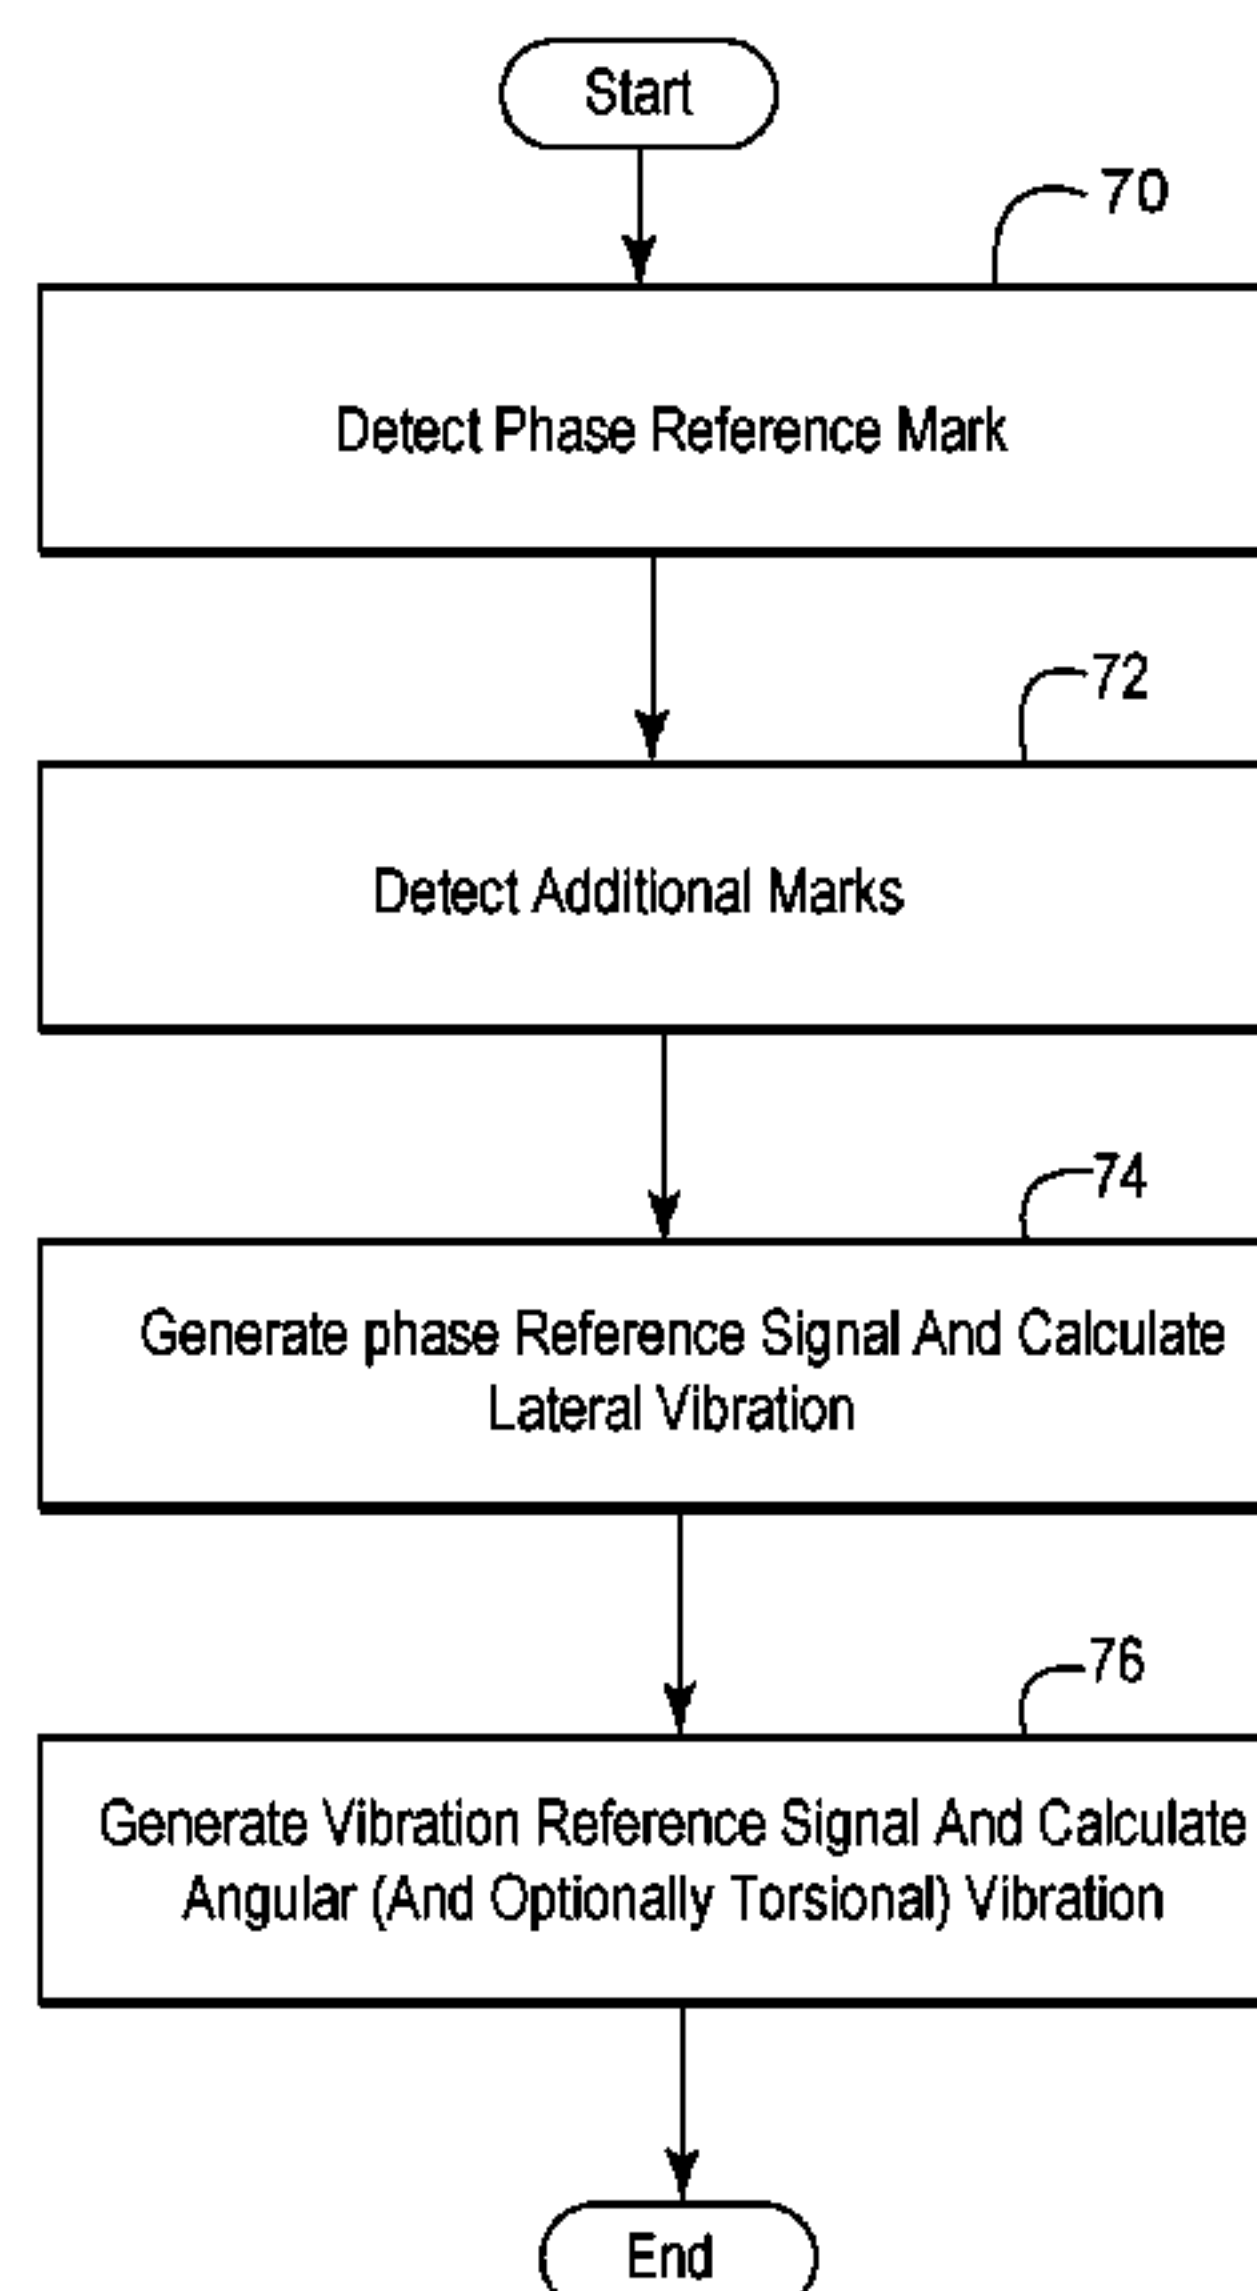 Start
70
Detect Phase Reference Mark
72
Detect Additional Marks
74
Generate phase Reference Signal And Calculate
Lateral Vibration
76
Generate Vibration Reference Signal And Calculate
Angular (And Optionally Torsional) Vibration
End